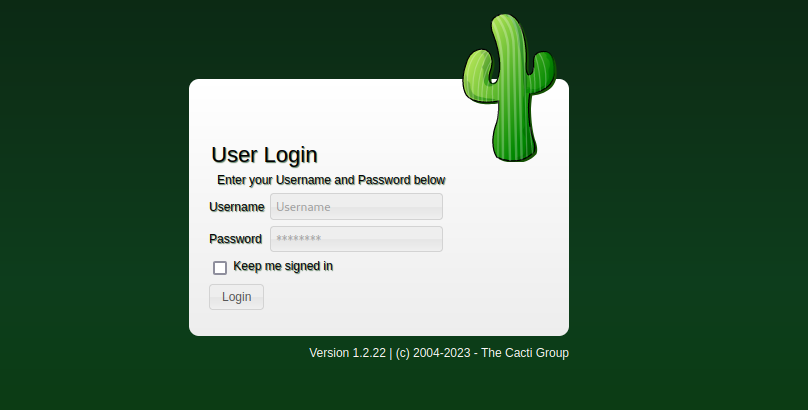 User Login
Enter your Username and Password below
Username Username
Password ********
Keep me signed in
Login
Version 1.2.22 | (c) 2004-2023 - The Cacti Group